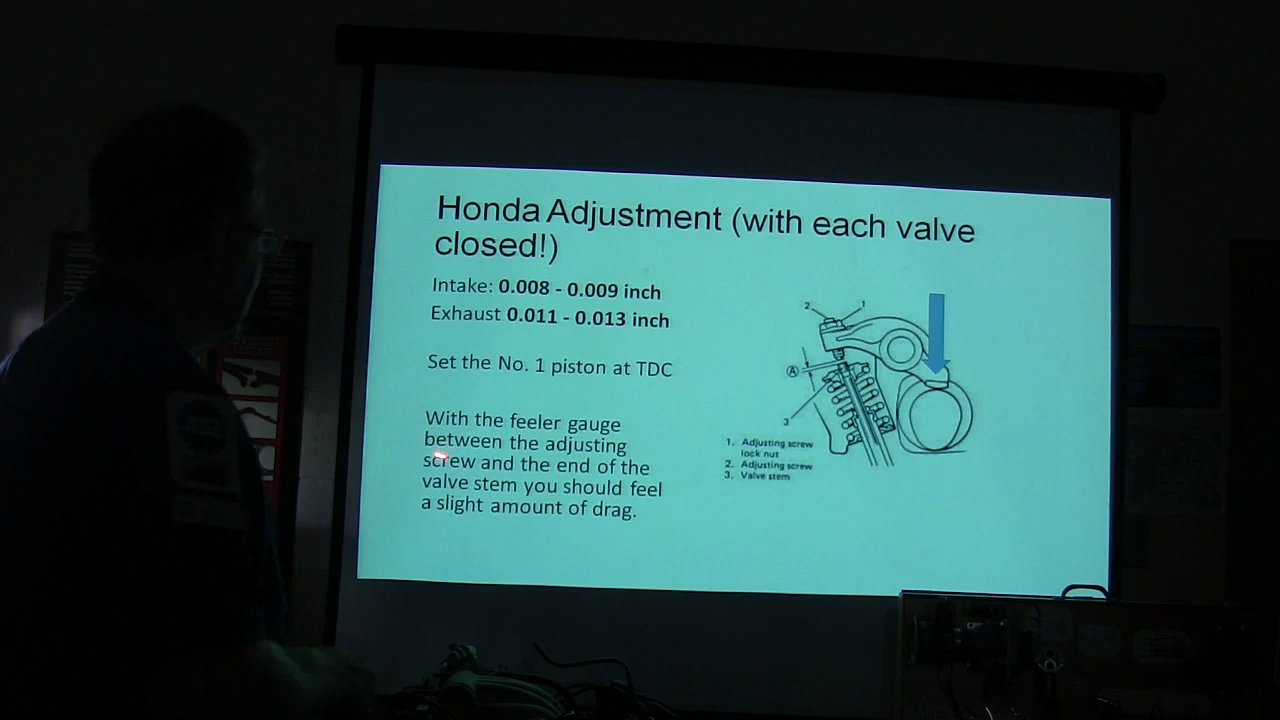 Honda Adjustment (with each valve
closed!)
Intake: 0.008 - 0.009 inch
Exhaust 0.011 - 0.013 inch
Set the No. 1 piston at TDC
With the feeler gauge
between the adjusting
screw and the end of the
valve stem you should feel
a slight amount of drag.
2 1
A
3
1. Adjusting screw
lock nut
2. Adjusting screw
3. Valve stem